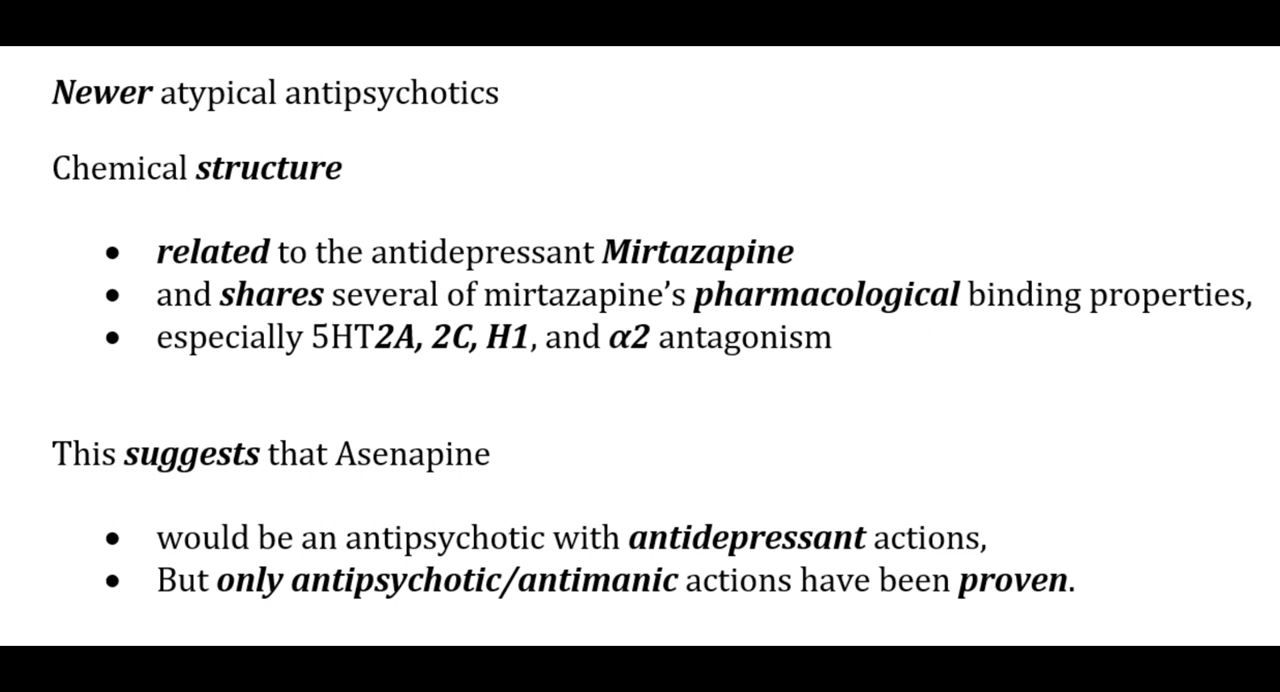 Newer atypical antipsychotics
Chemical structure
• related to the antidepressant Mirtazapine
• and shares several of mirtazapine’s pharmacological binding properties,
• especially 5HT2A, 2C, H1, and α2 antagonism
This suggests that Asenapine
• would be an antipsychotic with antidepressant actions,
• But only antipsychotic/antimanic actions have been proven.